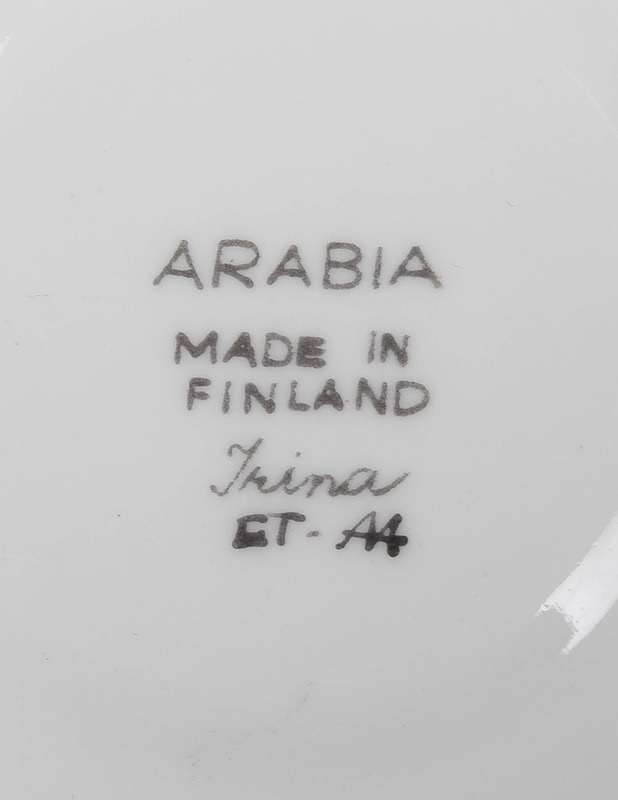 ARABIA
MADE IN
FINLAND
Irina
ET-A4